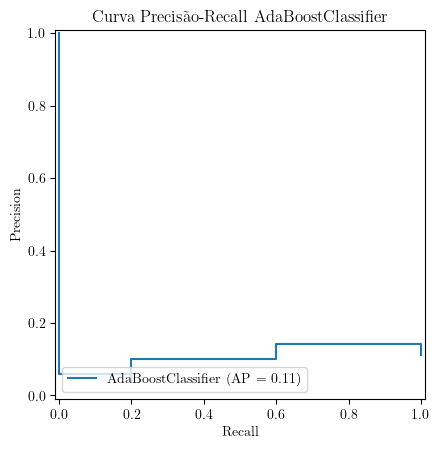 Curva Precisão-Recall AdaBoostClassifier
1.0
0.8
0.6
0.4
0.2
0.0
Precision
AdaBoostClassifier (AP = 0.11)
0.0 0.2 0.4 0.6 0.8 1.0
Recall